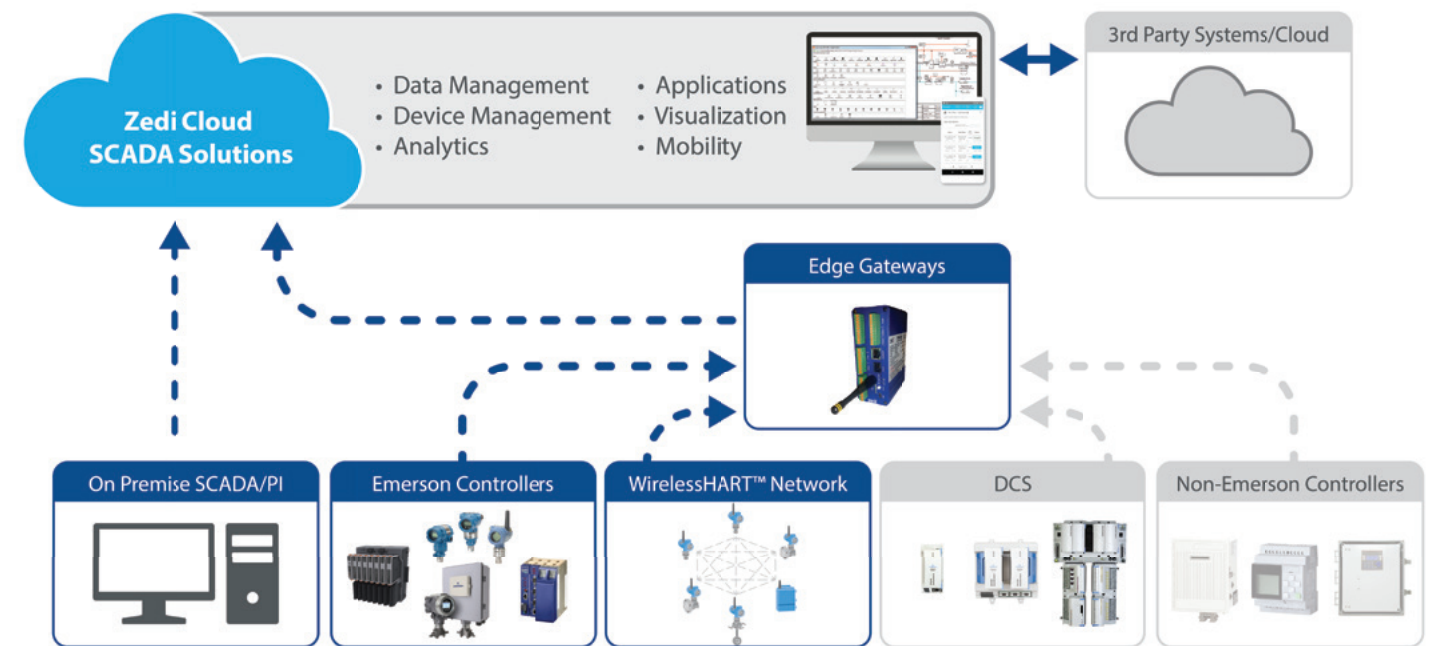 Zedi Cloud
SCADA Solutions
• Data Management
• Device Management
• Analytics
• Applications
• Visualization
• Mobility
3rd Party Systems/Cloud
Edge Gateways
On Premise SCADA/PI
Emerson Controllers
WirelessHART™ Network
DCS
Non-Emerson Controllers